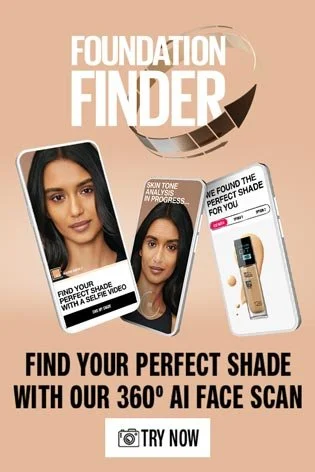 FOUNDATION
FINDER
FIND YOUR
PERFECT SHADE
WITH A SELFIE VIDEO
SKIN TONE
ANALYSIS
IN PROGRESS...
WE FOUND THE
PERFECT SHADE
FOR YOU
FIND YOUR PERFECT SHADE
WITH OUR 360º AI FACE SCAN
TRY NOW